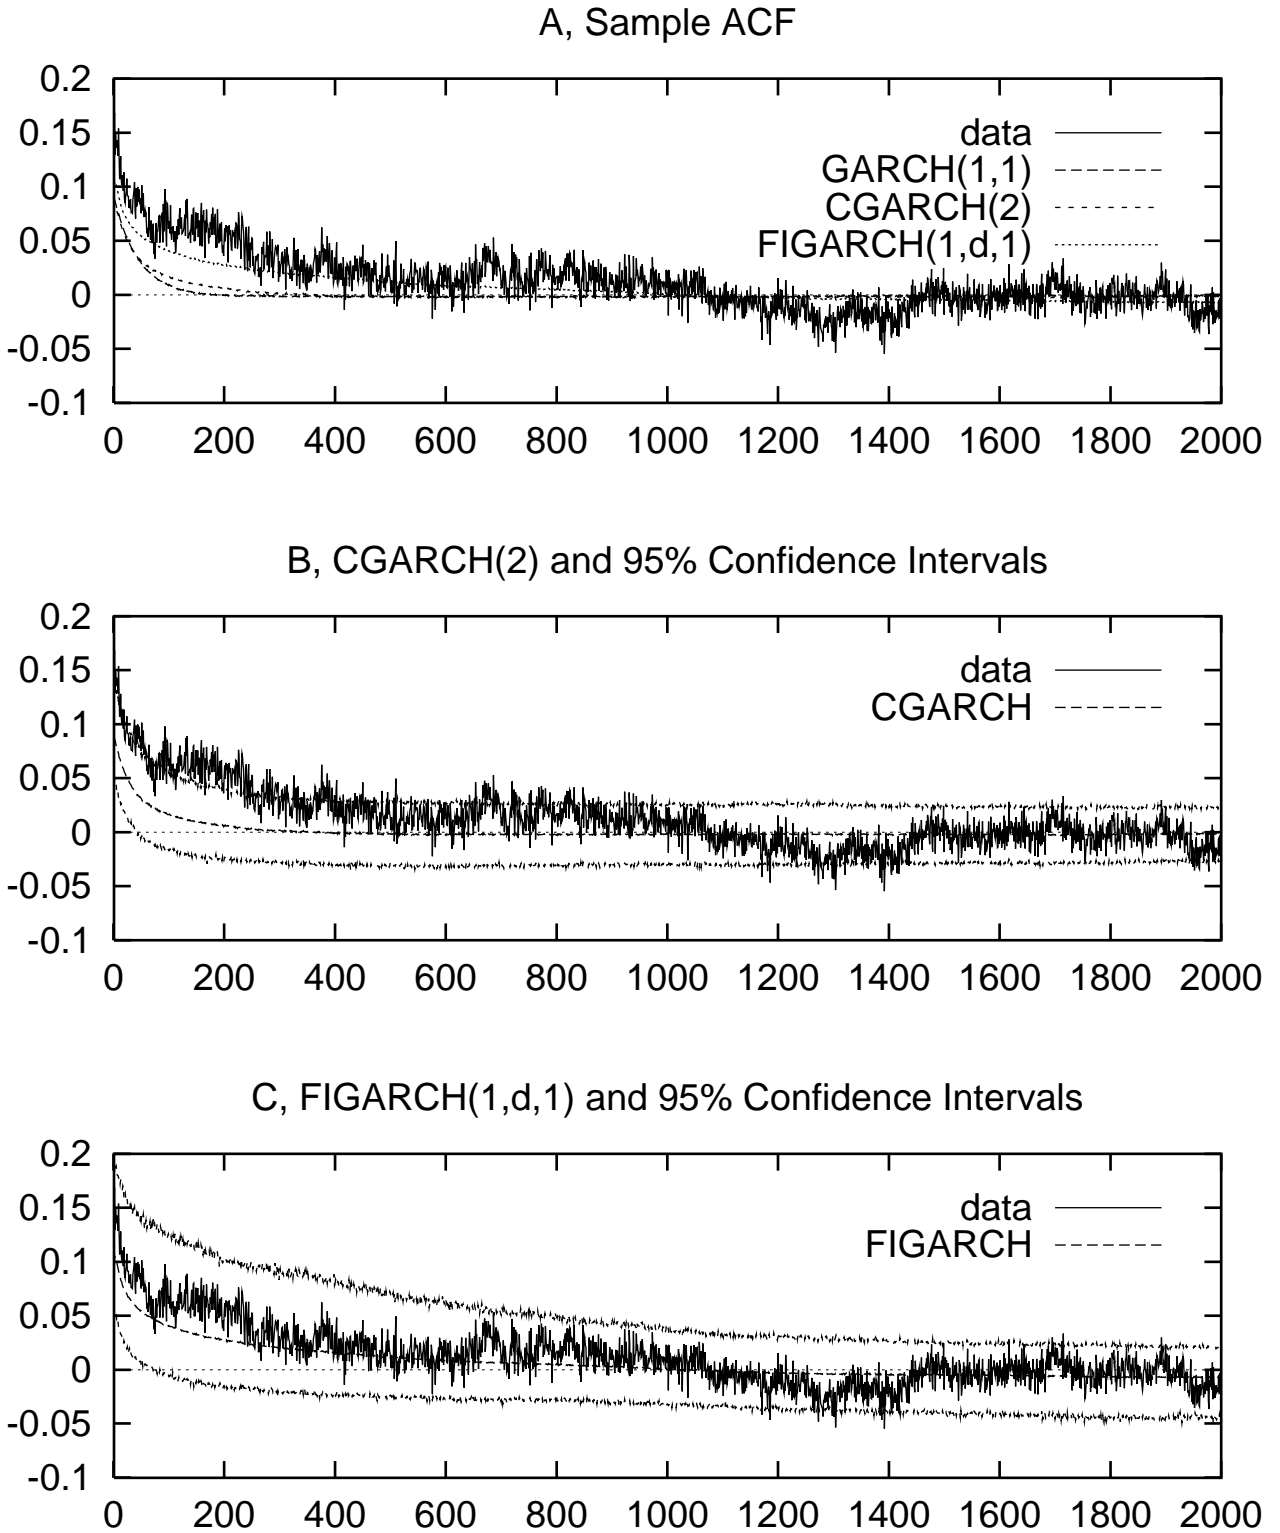 A, Sample ACF
0.2
0.15
0.1
0.05
0
-0.05
-0.1
data
GARCH(1,1)
CGARCH(2)
FIGARCH(1,d,1)
0 200 400 600 800 1000 1200 1400 1600 1800 2000
B, CGARCH(2) and 95% Confidence Intervals
0.2
0.15
0.1
0.05
0
-0.05
-0.1
data
CGARCH
0 200 400 600 800 1000 1200 1400 1600 1800 2000
C, FIGARCH(1,d,1) and 95% Confidence Intervals
0.2
0.15
0.1
0.05
0
-0.05
-0.1
data
FIGARCH
0 200 400 600 800 1000 1200 1400 1600 1800 2000